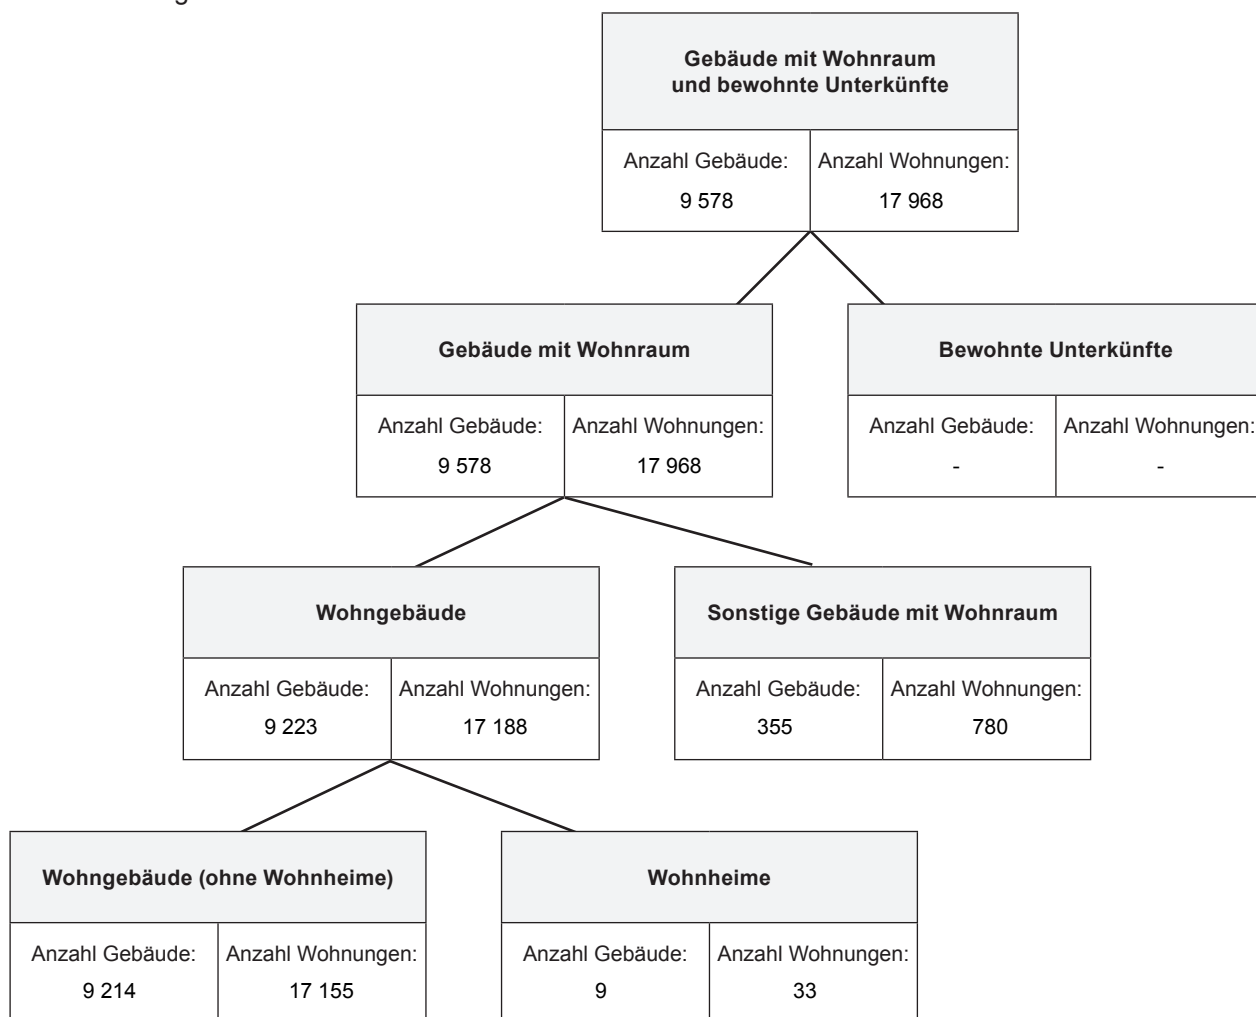 Gebäude mit Wohnraum
und bewohnte Unterkünfte
Anzahl Gebäude: Anzahl Wohnungen:
9 578 17 968
Gebäude mit Wohnraum Bewohnte Unterkünfte
Anzahl Gebäude: Anzahl Wohnungen: Anzahl Gebäude: Anzahl Wohnungen:
9 578 17 968 - -
Wohngebäude Sonstige Gebäude mit Wohnraum
Anzahl Gebäude: Anzahl Wohnungen: Anzahl Gebäude: Anzahl Wohnungen:
9 223 17 188 355 780
Wohngebäude (ohne Wohnheime) Wohnheime
Anzahl Gebäude: Anzahl Wohnungen: Anzahl Gebäude: Anzahl Wohnungen:
9 214 17 155 9 33